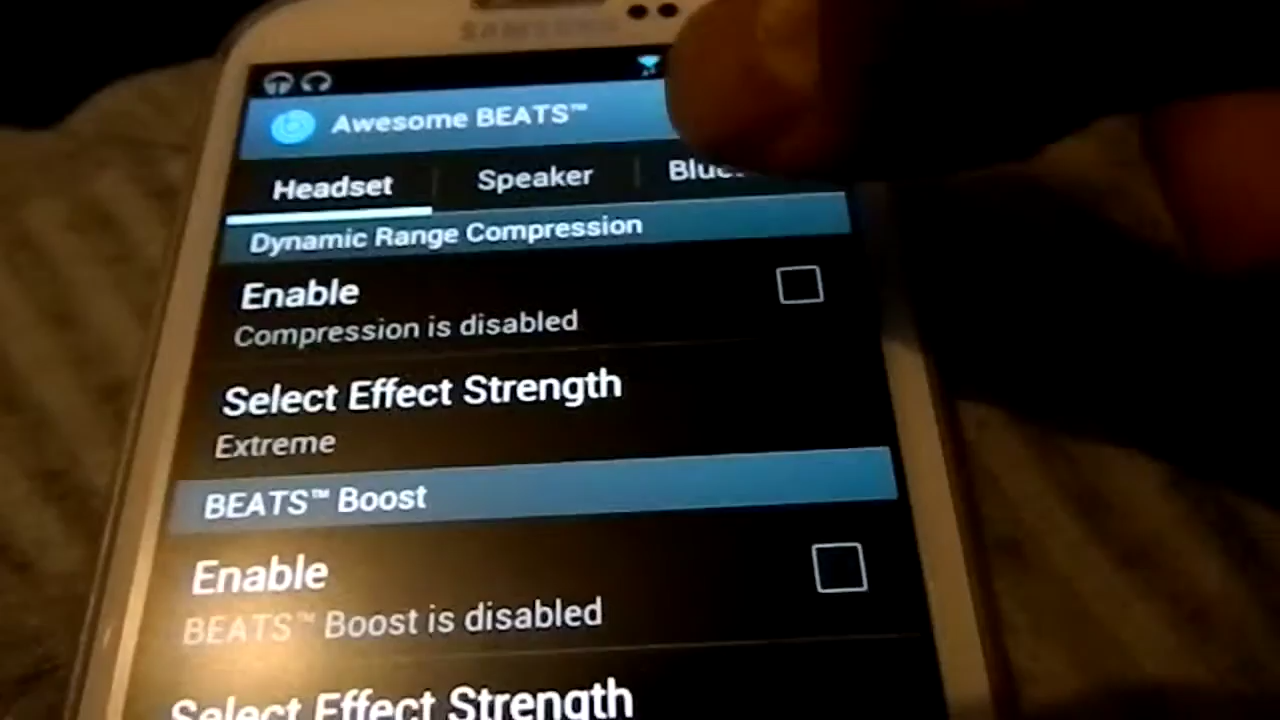 SAMSUNG
Awesome BEATS™
Headset
Speaker
Dynamic Range Compression
Enable
Compression is disabled
Select Effect Strength
Extreme
BEATS™ Boost
Enable
BEATS™ Boost is disabled
Select Effect Strength